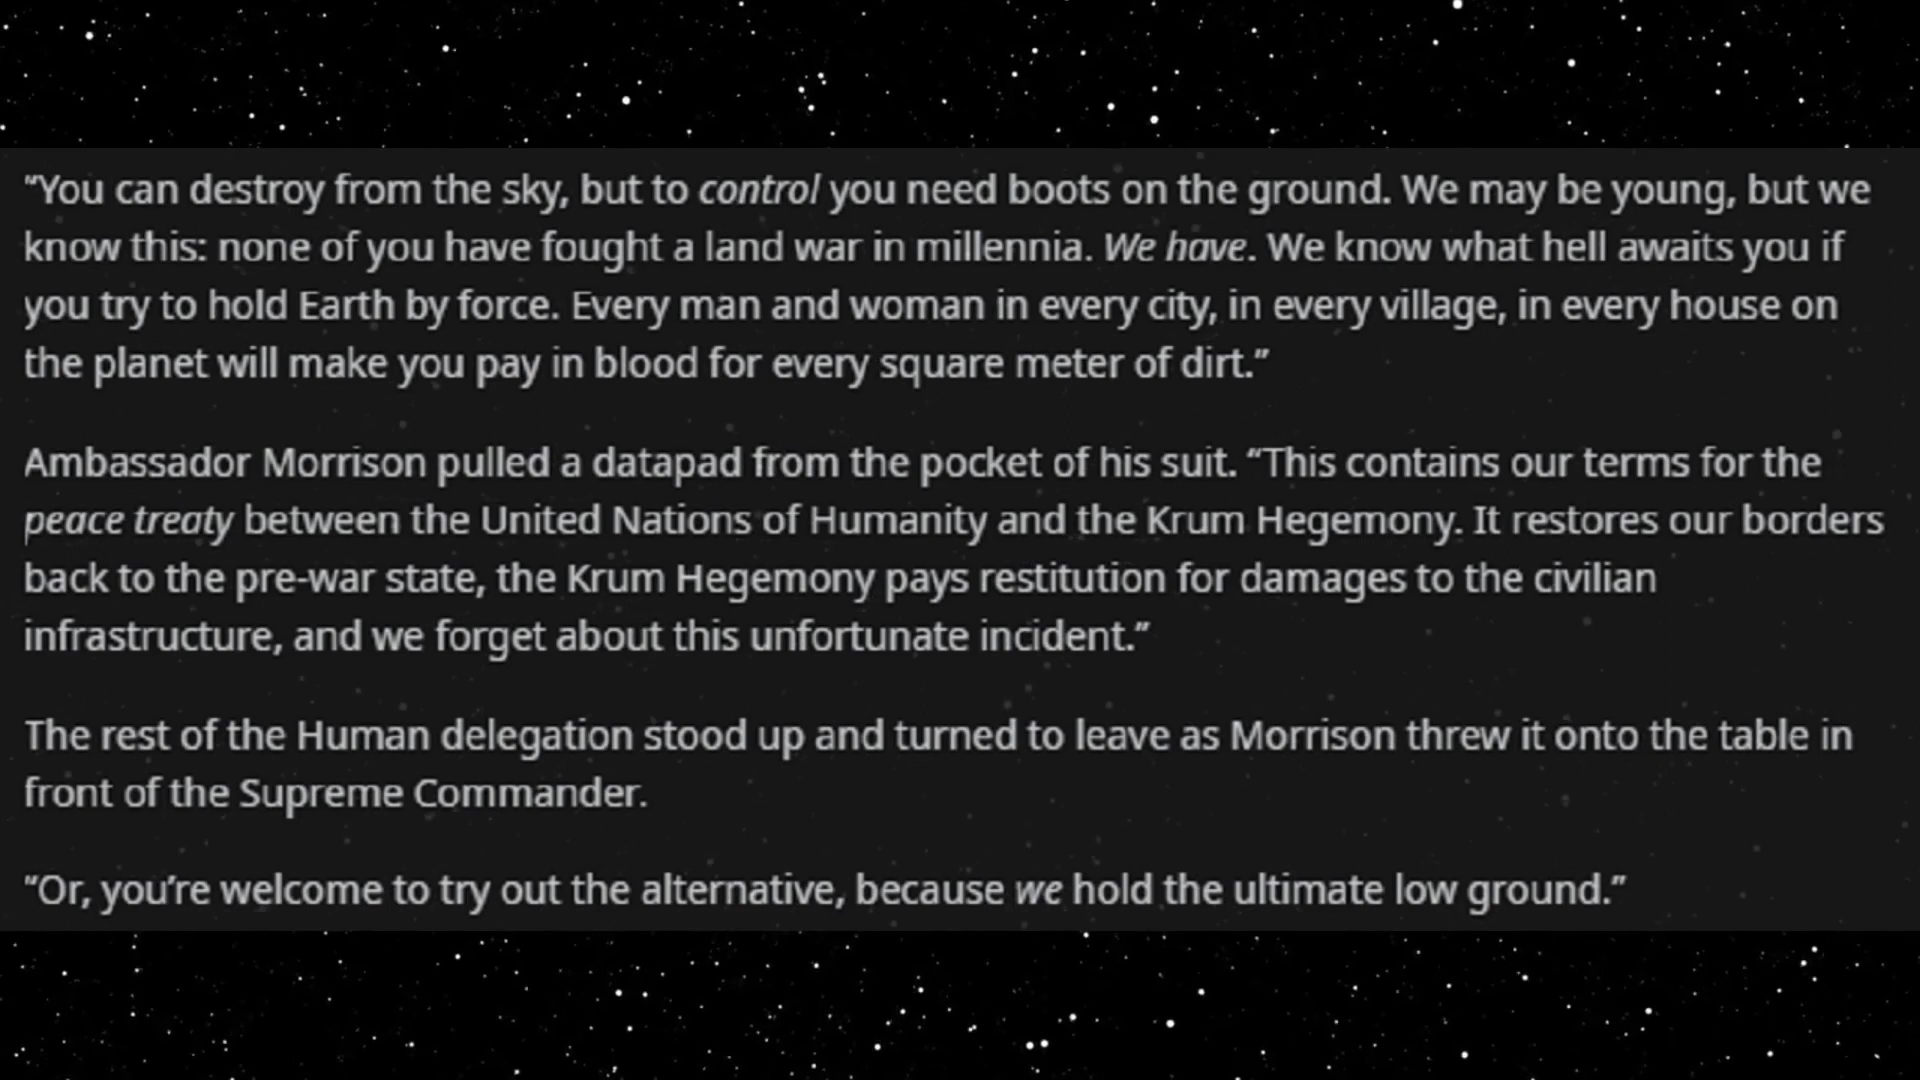 “You can destroy from the sky, but to control you need boots on the ground. We may be young, but we
know this: none of you have fought a land war in millennia. We have. We know what hell awaits you if
you try to hold Earth by force. Every man and woman in every city, in every village, in every house on
the planet will make you pay in blood for every square meter of dirt.”
Ambassador Morrison pulled a datapad from the pocket of his suit. “This contains our terms for the
peace treaty between the United Nations of Humanity and the Krum Hegemony. It restores our borders
back to the pre-war state, the Krum Hegemony pays restitution for damages to the civilian
infrastructure, and we forget about this unfortunate incident.”
The rest of the Human delegation stood up and turned to leave as Morrison threw it onto the table in
front of the Supreme Commander.
“Or, you’re welcome to try out the alternative, because we hold the ultimate low ground.”